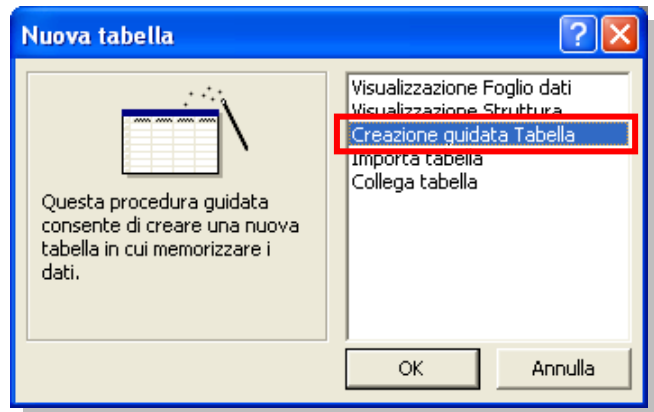 Nuova tabella
Questa procedura guidata
consente di creare una nuova
tabella in cui memorizzare i
dati.
Visualizzazione Foglio dati
Visualizzazione Struttura
Creazione guidata Tabella
Importa tabella
Collega tabella
OK
Annulla